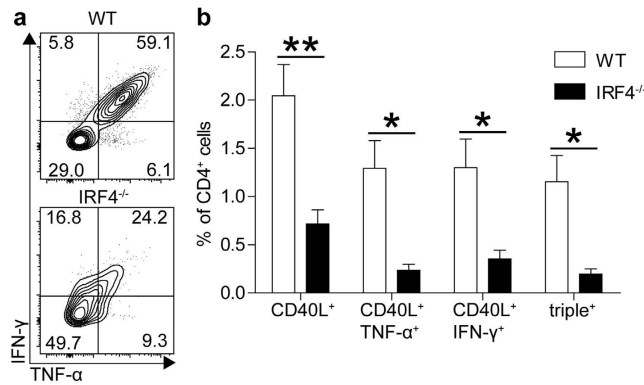 a
WT
5.8 59.1
29.0 6.1
IRF4⁻/⁻
16.8 24.2
49.7 9.3
IFN-γ
TNF-α
b
% of CD4⁺ cells
2.5
2.0
1.5
1.0
0.5
0.0
** * * *
WT
IRF4⁻/⁻
CD40L⁺ CD40L⁺ CD40L⁺ triple⁺
TNF-α⁺ IFN-γ⁺